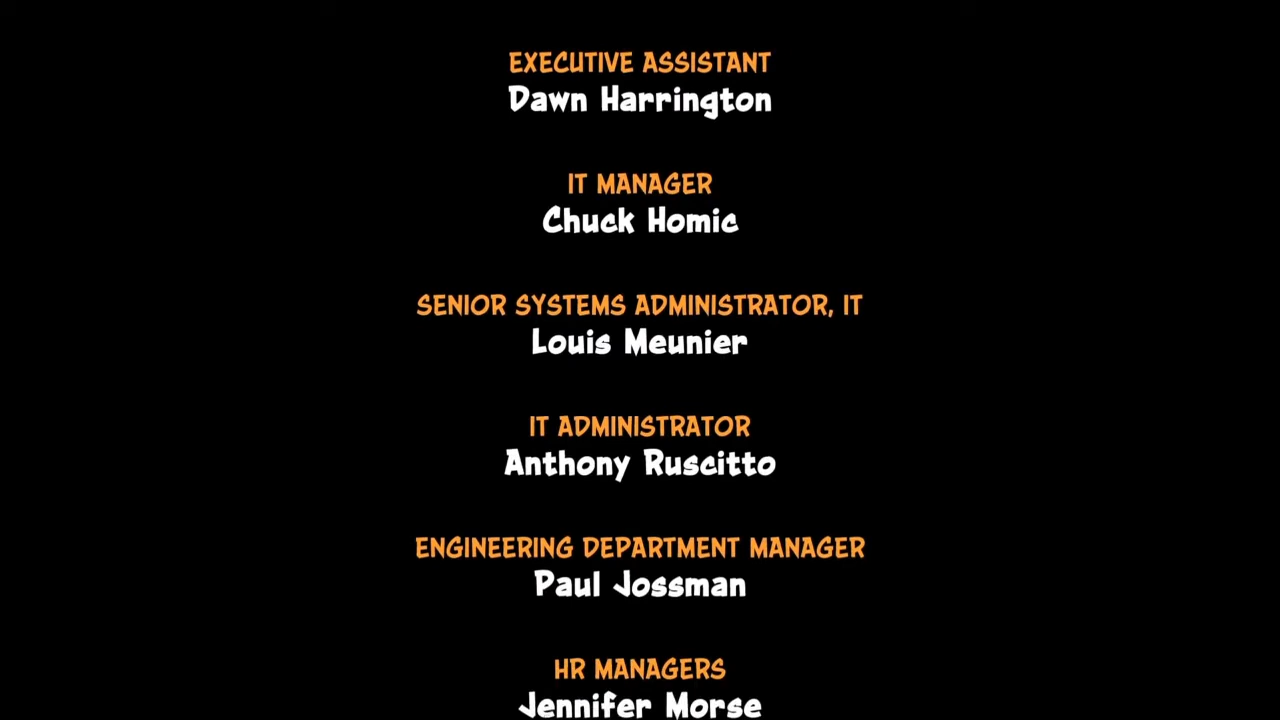 EXECUTIVE ASSISTANT
Dawn Harrington
IT MANAGER
Chuck Homic
SENIOR SYSTEMS ADMINISTRATOR, IT
Louis Meunier
IT ADMINISTRATOR
Anthony Ruscitto
ENGINEERING DEPARTMENT MANAGER
Paul Jossman
HR MANAGERS
Jennifer Morse